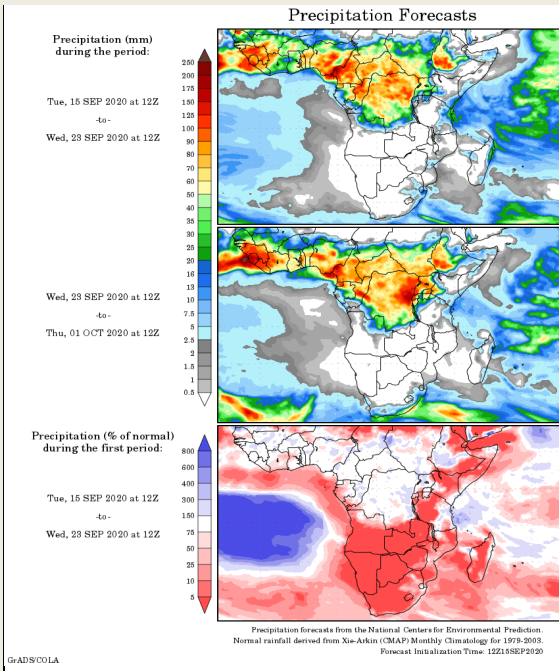 Precipitation Forecasts
Precipitation (mm)
during the period:
Tue, 15 SEP 2020 at 12Z
-to-
Wed, 23 SEP 2020 at 12Z
250
200
175
150
125
100
90
80
70
60
50
40
35
30
25
20
16
13
10
7.5
5
2.5
2
1.5
1
0.5
Wed, 23 SEP 2020 at 12Z
-to-
Thu, 01 OCT 2020 at 12Z
Precipitation (% of normal)
during the first period:
Tue, 15 SEP 2020 at 12Z
-to-
Wed, 23 SEP 2020 at 12Z
800
600
400
300
150
75
50
25
10
5
Precipitation forecasts from the National Centers for Environmental Prediction.
Normal rainfall derived from Xie-Arkin (CMAP) Monthly Climatology for 1979-2003.
Forecast Initialization Time: 12Z15SEP2020
GrADS/COLA